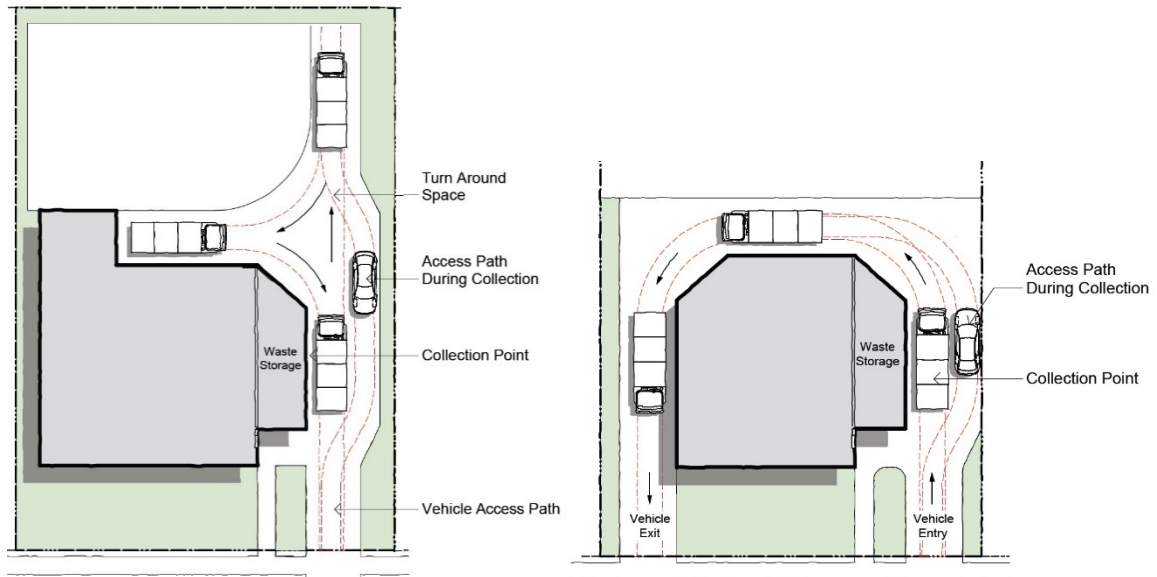 Turn Around
Space
Access Path
During Collection
Waste
Storage
Collection Point
Vehicle Access Path
Access Path
During Collection
Waste
Storage
Collection Point
Vehicle
Exit
Vehicle
Entry